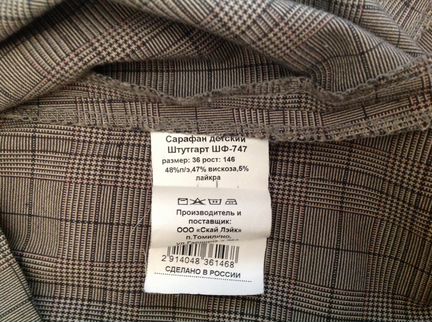 Сарафан детский
Штутгарт ШФ-747
размер: 36 рост: 146
48%п/э,47% вискоза,5%
лайкра
Производитель и
поставщик:
ООО «Скай Лэйк»
п.Томилино,
2 914048 361468
СДЕЛАНО В РОССИИ